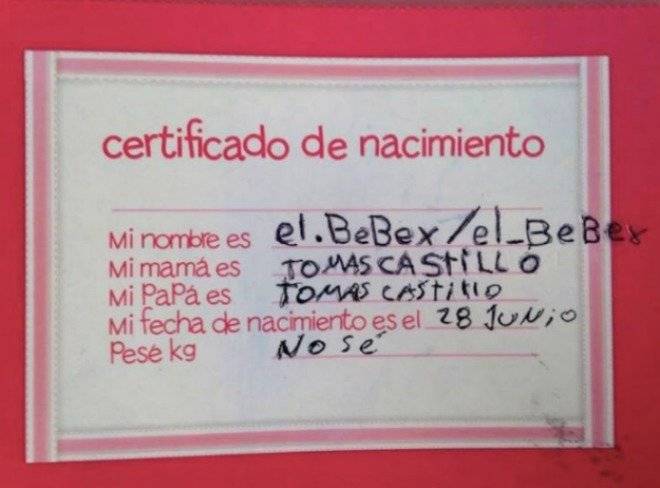 certificado de nacimiento
Mi nombre es el.BeBex/el_BeBex
Mi mamá es TOMAS CASTILLO
Mi PaPá es TOMAS CASTILLO
Mi fecha de nacimiento es el 28 JUNIO
Pesé kg NO SÉ